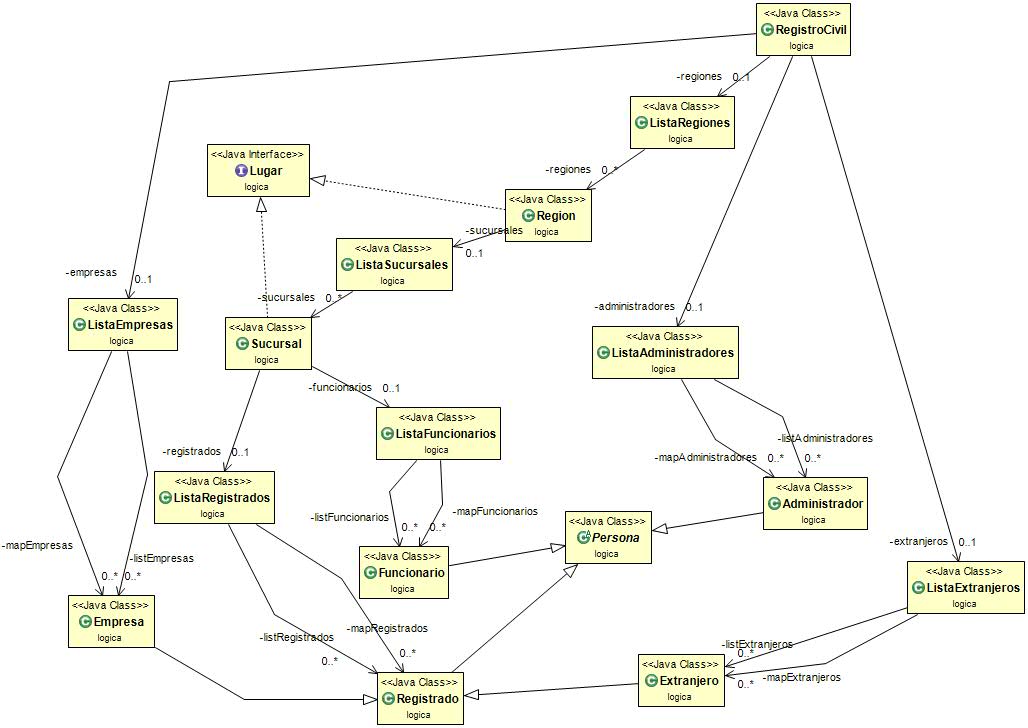 <<Java Class>>
RegistroCivil
logica
-regiones 0..1
<<Java Class>>
ListaRegiones
logica
<<Java Interface>>
Lugar
logica
-regiones 0..*
<<Java Class>>
Region
logica
-sucursales
0..1
<<Java Class>>
ListaSucursales
logica
-empresas 0..1
-sucursales 0..*
<<Java Class>>
ListaEmpresas
logica
-administradores 0..1
<<Java Class>>
Sucursal
logica
<<Java Class>>
ListaAdministradores
logica
-funcionarios 0..1
<<Java Class>>
ListaFuncionarios
logica
-listAdministradores
-mapAdministradores 0..* 0..*
-registrados 0..1
<<Java Class>>
ListaRegistrados
logica
<<Java Class>>
Administrador
logica
-listFuncionarios
0..* 0..*
-mapFuncionarios
<<Java Class>>
Persona
logica
-extranjeros 0..1
-mapEmpresas
-listEmpresas
0..* 0..*
<<Java Class>>
Funcionario
logica
<<Java Class>>
ListaExtranjeros
logica
<<Java Class>>
Empresa
logica
-listRegistrados
0..*
-mapRegistrados
0..*
-listExtranjeros
0..*
<<Java Class>>
Extranjero
logica
0..* -mapExtranjeros
<<Java Class>>
Registrado
logica